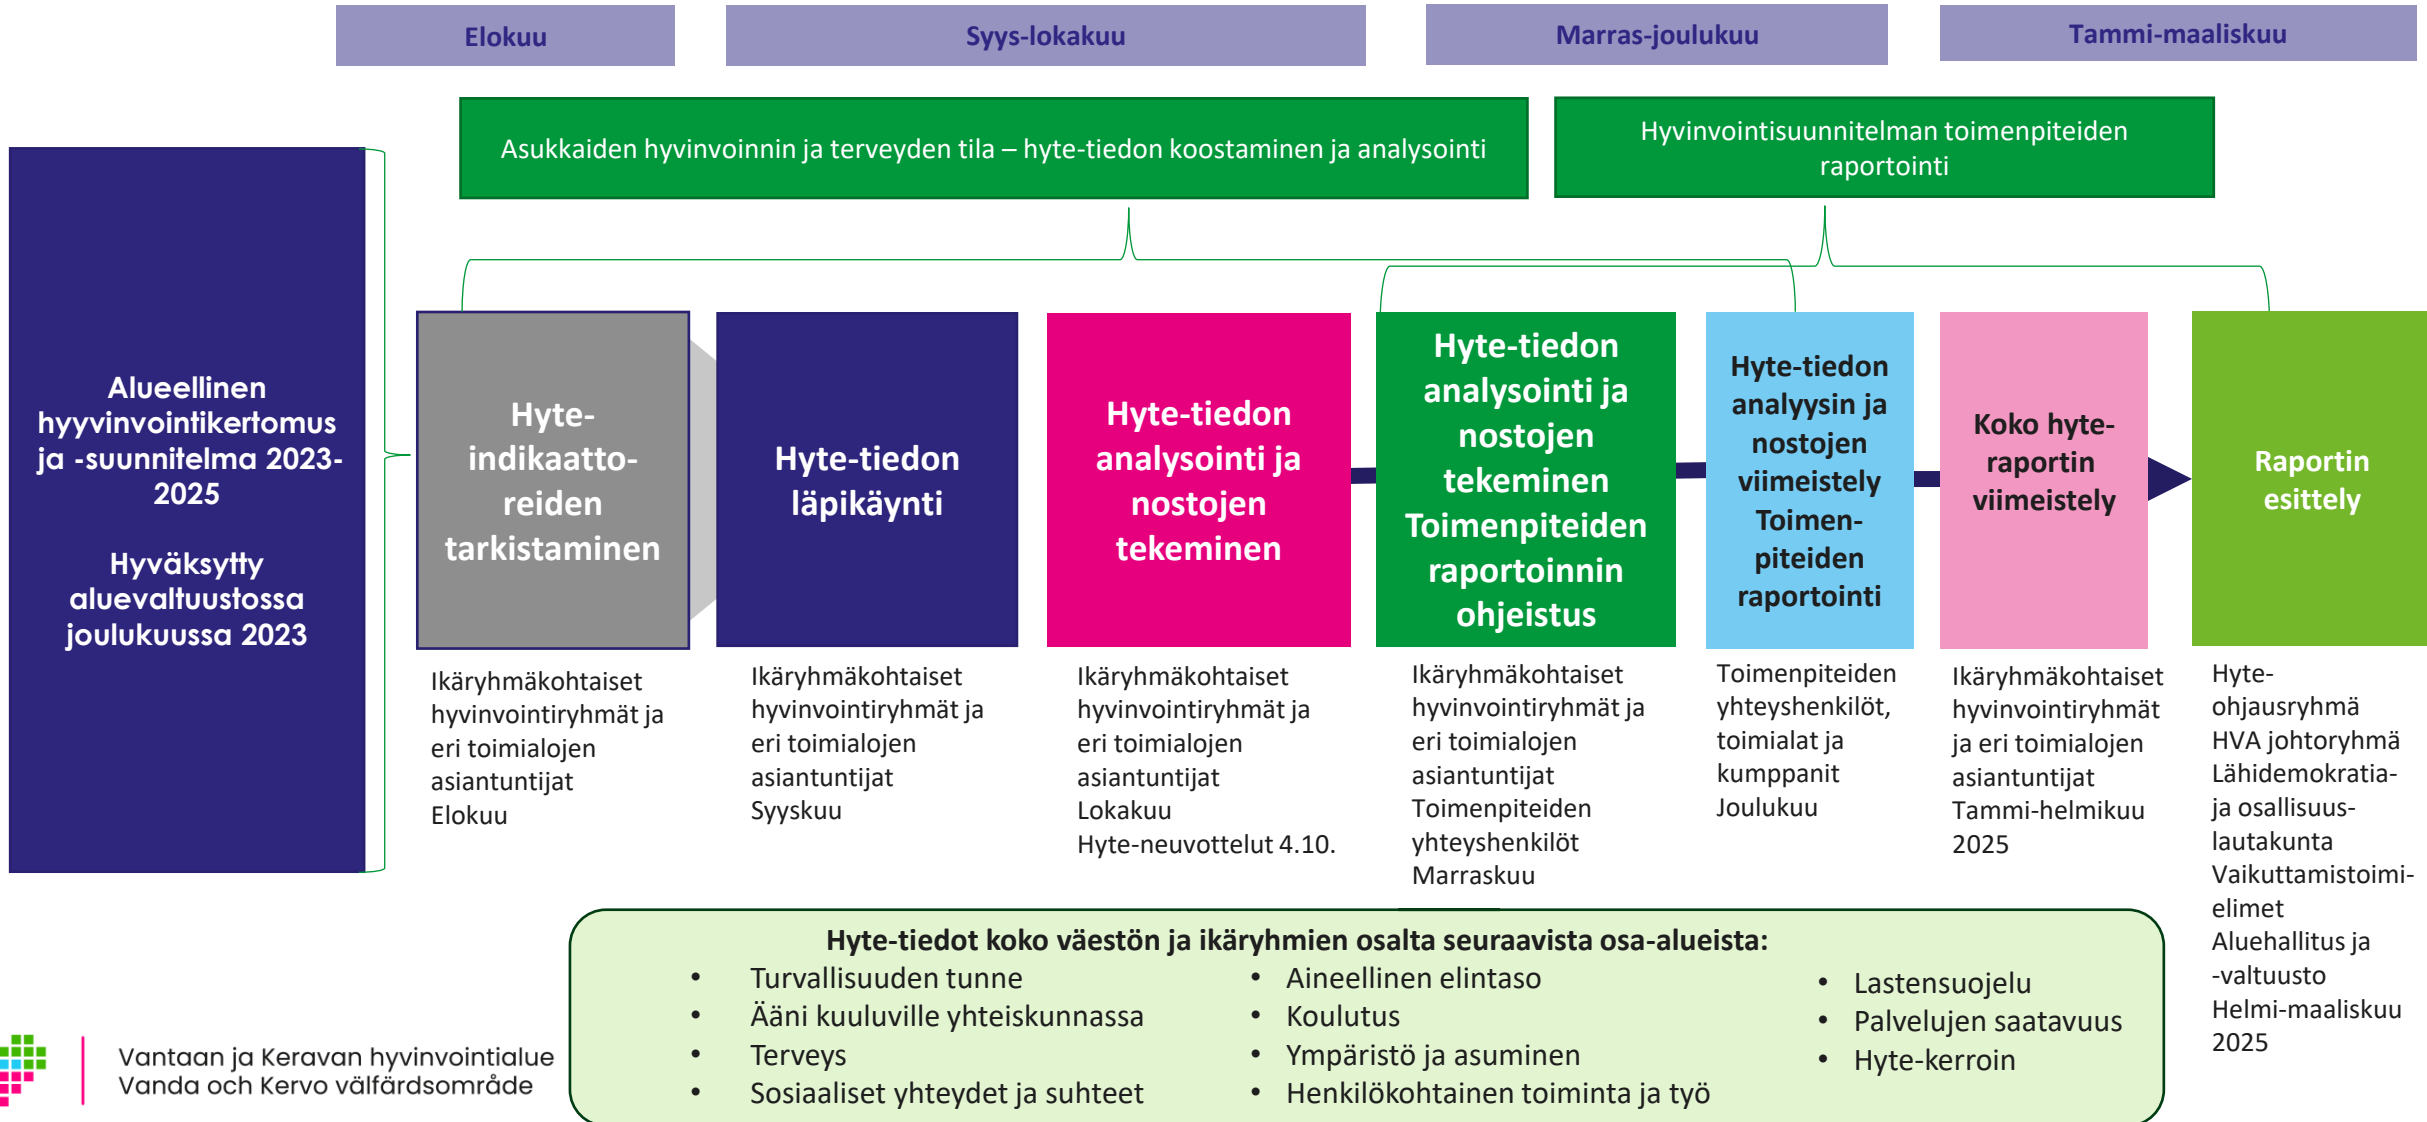 Elokuu
Syys-lokakuu
Marras-joulukuu
Tammi-maaliskuu
Asukkaiden hyvinvoinnin ja terveyden tila – hyte-tiedon koostaminen ja analysointi
Hyvinvointisuunnitelman toimenpiteiden
raportointi
Alueellinen
hyyvinvointikertomus
ja -suunnitelma 2023-
2025
Hyväksytty
aluevaltuustossa
joulukuussa 2023
Hyte-
indikaatto-
reiden
tarkistaminen
Hyte-tiedon
läpikäynti
Hyte-tiedon
analysointi ja
nostojen
tekeminen
Hyte-tiedon
analysointi ja
nostojen
tekeminen
Toimenpiteiden
raportoinnin
ohjeistus
Hyte-tiedon
analyysin ja
nostojen
viimeistely
Toimen-
piteiden
raportointi
Koko hyte-
raportin
viimeistely
Raportin
esittely
Ikäryhmäkohtaiset
hyvinvointiryhmät ja
eri toimialojen
asiantuntijat
Elokuu
Ikäryhmäkohtaiset
hyvinvointiryhmät ja
eri toimialojen
asiantuntijat
Syyskuu
Ikäryhmäkohtaiset
hyvinvointiryhmät ja
eri toimialojen
asiantuntijat
Lokakuu
Hyte-neuvottelut 4.10.
Ikäryhmäkohtaiset
hyvinvointiryhmät ja
eri toimialojen
asiantuntijat
Toimenpiteiden
yhteyshenkilöt
Marraskuu
Toimenpiteiden
yhteyshenkilöt,
toimialat ja
kumppanit
Joulukuu
Ikäryhmäkohtaiset
hyvinvointiryhmät
ja eri toimialojen
asiantuntijat
Tammi-helmikuu
2025
Hyte-
ohjausryhmä
HVA johtoryhmä
Lähidemokratia-
ja osallisuus-
lautakunta
Vaikuttamistoimi-
elimet
Aluehallitus ja
-valtuusto
Helmi-maaliskuu
2025
Hyte-tiedot koko väestön ja ikäryhmien osalta seuraavista osa-alueista:
• Turvallisuuden tunne
• Ääni kuuluville yhteiskunnassa
• Terveys
• Sosiaaliset yhteydet ja suhteet
• Aineellinen elintaso
• Koulutus
• Ympäristö ja asuminen
• Henkilökohtainen toiminta ja työ
• Lastensuojelu
• Palvelujen saatavuus
• Hyte-kerroin
Vantaan ja Keravan hyvinvointialue
Vanda och Kervo välfärdsområde